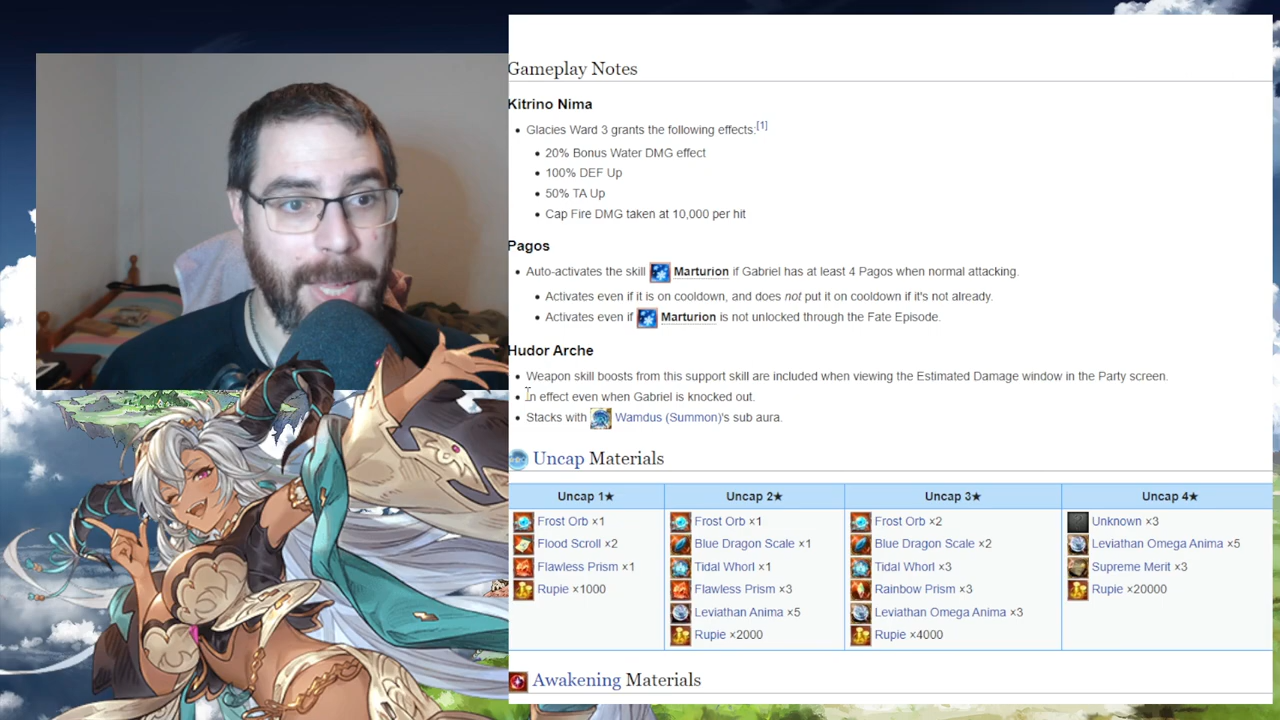 Gameplay Notes
Kitrino Nima
Glacies Ward 3 grants the following effects:[1]
20% Bonus Water DMG effect
100% DEF Up
50% TA Up
Cap Fire DMG taken at 10,000 per hit
Pagos
Auto-activates the skill Marturion if Gabriel has at least 4 Pagos when normal attacking.
Activates even if it is on cooldown, and does not put it on cooldown if it's not already.
Activates even if Marturion is not unlocked through the Fate Episode.
Hudor Arche
Weapon skill boosts from this support skill are included when viewing the Estimated Damage window in the Party screen.
In effect even when Gabriel is knocked out.
Stacks with Wamdus (Summon)'s sub aura.
Uncap Materials
Uncap 1★ Uncap 2★ Uncap 3★ Uncap 4★
Frost Orb ×1 Frost Orb ×1 Frost Orb ×2 Unknown ×3
Flood Scroll ×2 Blue Dragon Scale ×1 Blue Dragon Scale ×2 Leviathan Omega Anima ×5
Flawless Prism ×1 Tidal Whorl ×1 Tidal Whorl ×3 Supreme Merit ×3
Rupie ×1000 Flawless Prism ×3 Rainbow Prism ×3 Rupie ×20000
Leviathan Anima ×5 Leviathan Omega Anima ×3
Rupie ×2000 Rupie ×4000
Awakening Materials